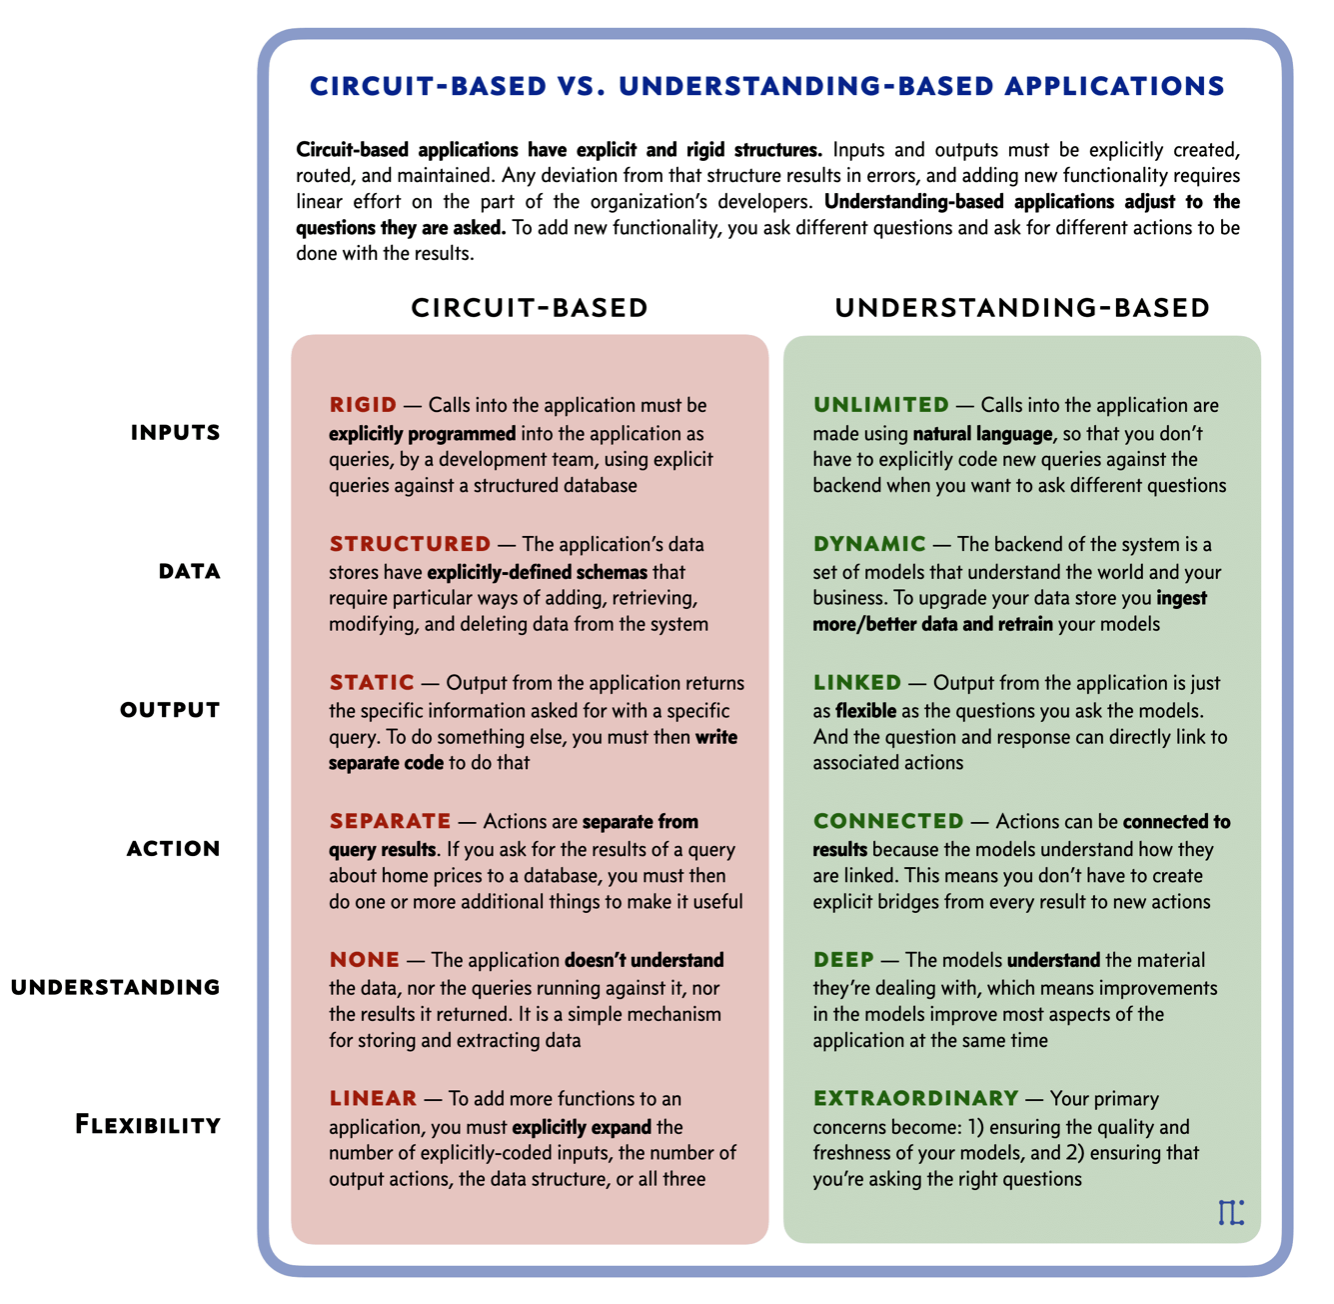 CIRCUIT-BASED VS. UNDERSTANDING-BASED APPLICATIONS
Circuit-based applications have explicit and rigid structures. Inputs and outputs must be explicitly created,
routed, and maintained. Any deviation from that structure results in errors, and adding new functionality requires
linear effort on the part of the organization's developers. Understanding-based applications adjust to the
questions they are asked. To add new functionality, you ask different questions and ask for different actions to be
done with the results.
CIRCUIT-BASED
UNDERSTANDING-BASED
INPUTS
RIGID — Calls into the application must be
explicitly programmed into the application as
queries, by a development team, using explicit
queries against a structured database
UNLIMITED — Calls into the application are
made using natural language, so that you don't
have to explicitly code new queries against the
backend when you want to ask different questions
DATA
STRUCTURED — The application's data
stores have explicitly-defined schemas that
require particular ways of adding, retrieving,
modifying, and deleting data from the system
DYNAMIC — The backend of the system is a
set of models that understand the world and your
business. To upgrade your data store you ingest
more/better data and retrain your models
OUTPUT
STATIC — Output from the application returns
the specific information asked for with a specific
query. To do something else, you must then write
separate code to do that
LINKED — Output from the application is just
as flexible as the questions you ask the models.
And the question and response can directly link to
associated actions
ACTION
SEPARATE — Actions are separate from
query results. If you ask for the results of a query
about home prices to a database, you must then
do one or more additional things to make it useful
CONNECTED — Actions can be connected to
results because the models understand how they
are linked. This means you don't have to create
explicit bridges from every result to new actions
UNDERSTANDING
NONE — The application doesn't understand
the data, nor the queries running against it, nor
the results it returned. It is a simple mechanism
for storing and extracting data
DEEP — The models understand the material
they're dealing with, which means improvements
in the models improve most aspects of the
application at the same time
FLEXIBILITY
LINEAR — To add more functions to an
application, you must explicitly expand the
number of explicitly-coded inputs, the number of
output actions, the data structure, or all three
EXTRAORDINARY — Your primary
concerns become: 1) ensuring the quality and
freshness of your models, and 2) ensuring that
you're asking the right questions